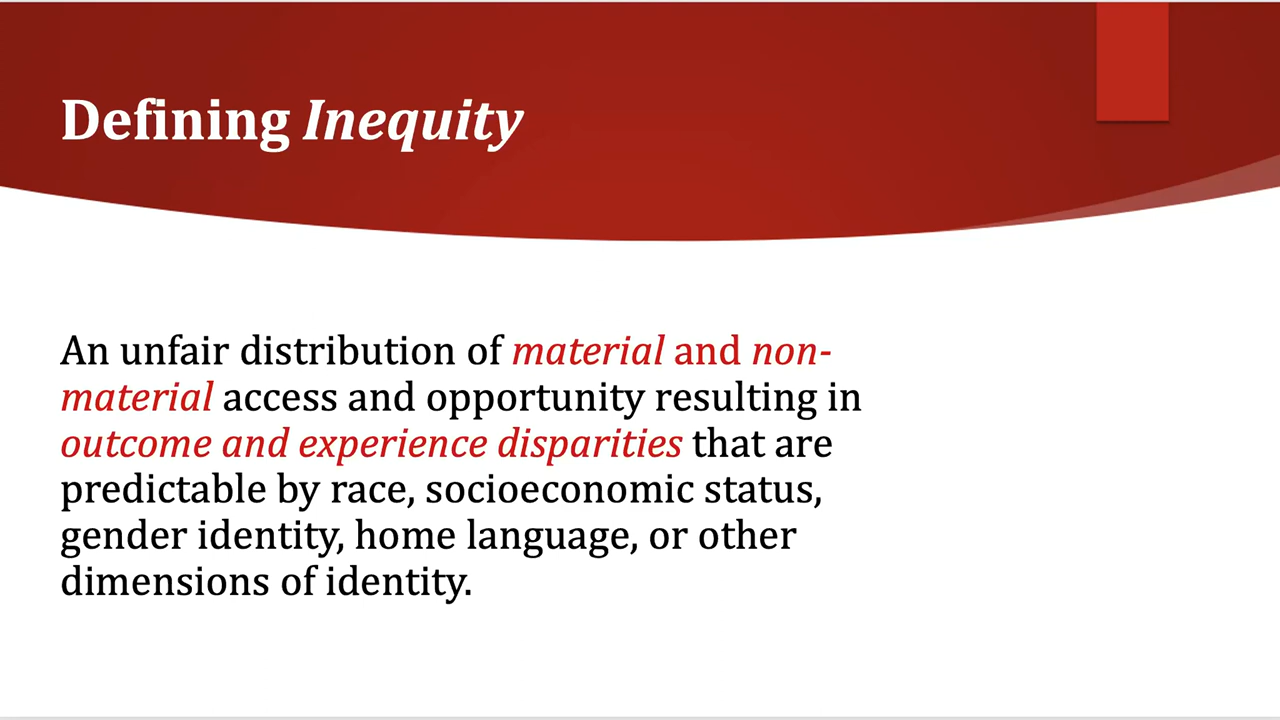 Defining Inequity
An unfair distribution of material and non-
material access and opportunity resulting in
outcome and experience disparities that are
predictable by race, socioeconomic status,
gender identity, home language, or other
dimensions of identity.